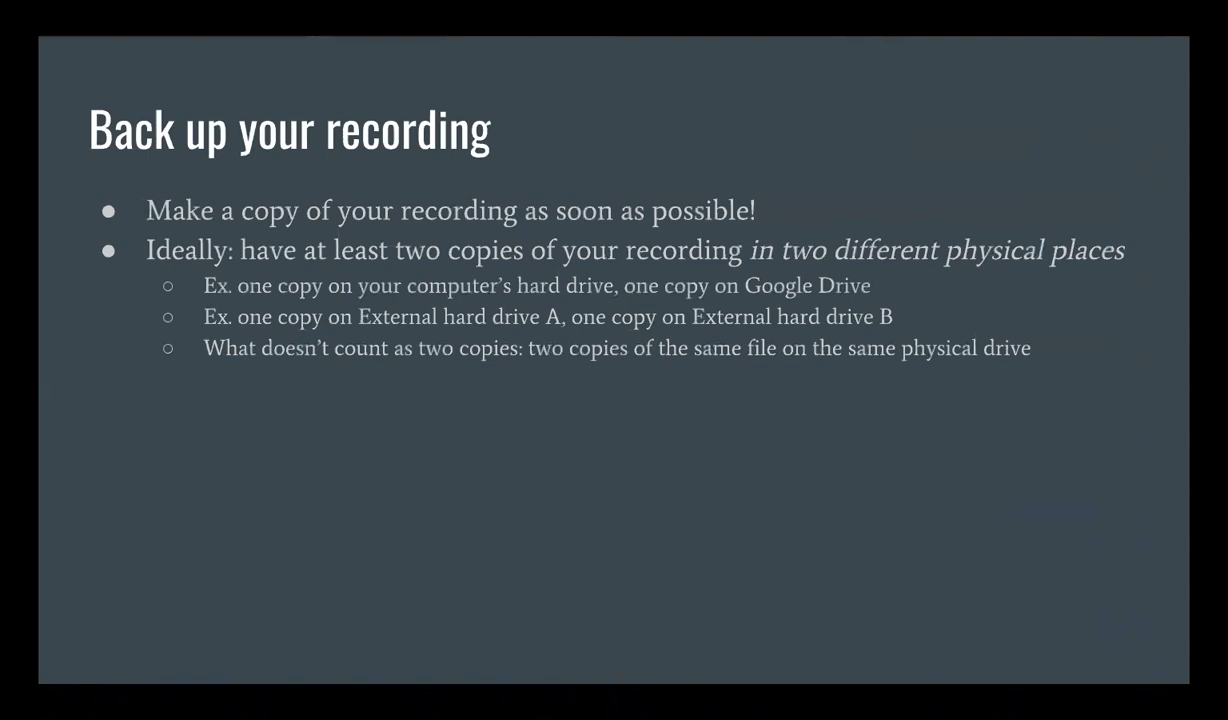 Back up your recording
● Make a copy of your recording as soon as possible!
● Ideally: have at least two copies of your recording in two different physical places
○ Ex. one copy on your computer’s hard drive, one copy on Google Drive
○ Ex. one copy on External hard drive A, one copy on External hard drive B
○ What doesn’t count as two copies: two copies of the same file on the same physical drive